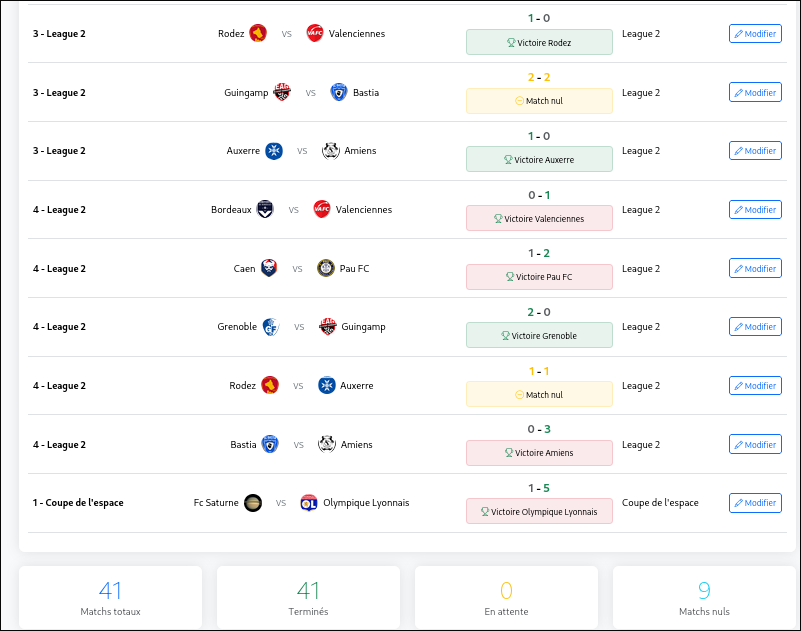 3 - League 2 Rodez VS Valenciennes 1 - 0 Victoire Rodez League 2 Modifier
3 - League 2 Guingamp VS Bastia 2 - 2 Match nul League 2 Modifier
3 - League 2 Auxerre VS Amiens 1 - 0 Victoire Auxerre League 2 Modifier
4 - League 2 Bordeaux VS Valenciennes 0 - 1 Victoire Valenciennes League 2 Modifier
4 - League 2 Caen VS Pau FC 1 - 2 Victoire Pau FC League 2 Modifier
4 - League 2 Grenoble VS Guingamp 2 - 0 Victoire Grenoble League 2 Modifier
4 - League 2 Rodez VS Auxerre 1 - 1 Match nul League 2 Modifier
4 - League 2 Bastia VS Amiens 0 - 3 Victoire Amiens League 2 Modifier
1 - Coupe de l'espace Fc Saturne VS Olympique Lyonnais 1 - 5 Victoire Olympique Lyonnais Coupe de l'espace Modifier
41 41 0 9
Matchs totaux Terminés En attente Matchs nuls